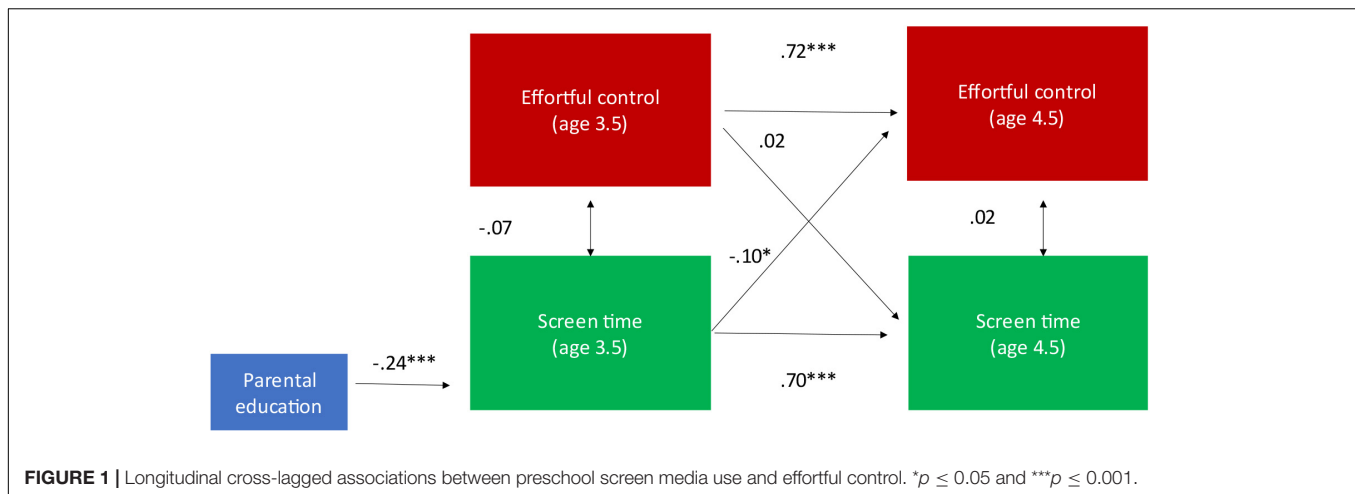 .72***
Effortful control
(age 3.5)
Effortful control
(age 4.5)
.02
-.07
.02
-.10*
Screen time
(age 3.5)
Screen time
(age 4.5)
-.24***
Parental
education
.70***
FIGURE 1 | Longitudinal cross-lagged associations between preschool screen media use and effortful control. *p ≤ 0.05 and ***p ≤ 0.001.